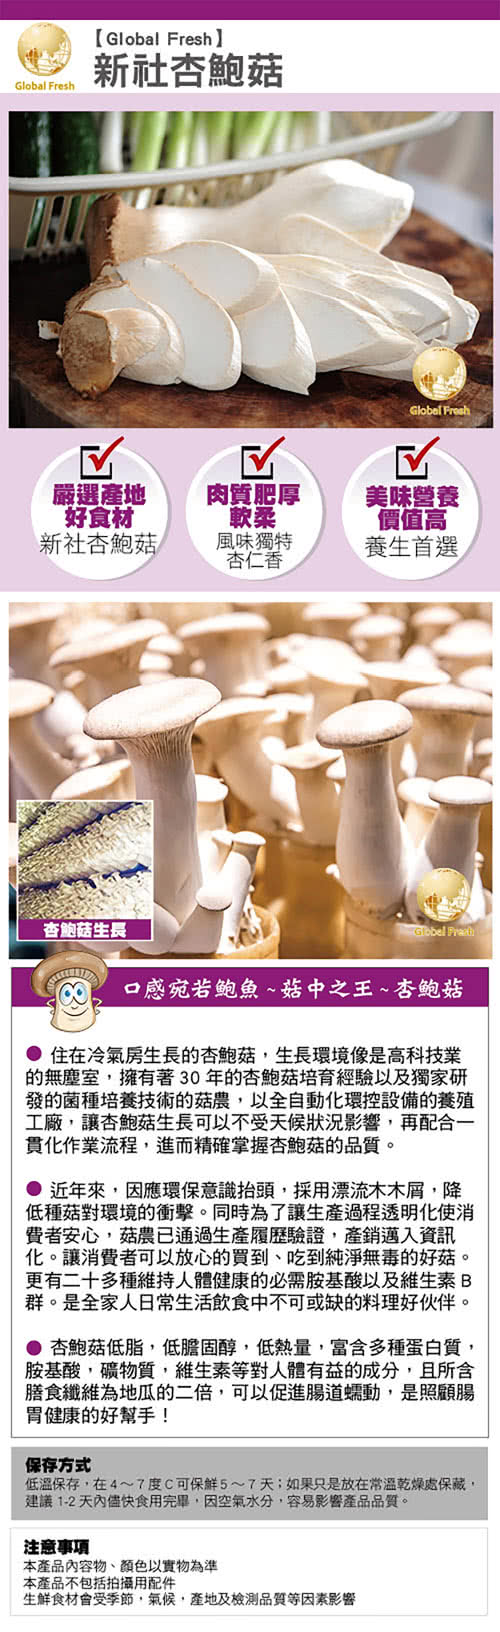 【Global Fresh】
Global Fresh
新社杏鮑菇
Global Fresh
嚴選產地
好食材
新社杏鮑菇
肉質肥厚
軟柔
風味獨特
杏仁香
美味營養
價值高
養生首選
杏鮑菇生長
Global Fresh
口感宛若鮑魚~菇中之王~杏鮑菇
● 住在冷氣房生長的杏鮑菇，生長環境像是高科技業
的無塵室，擁有著 30 年的杏鮑菇培育經驗以及獨家研
發的菌種培養技術的菇農，以全自動化環控設備的養殖
工廠，讓杏鮑菇生長可以不受天候狀況影響，再配合一
貫化作業流程，進而精確掌握杏鮑菇的品質。
● 近年來，因應環保意識抬頭，採用漂流木木屑，降
低種菇對環境的衝擊。同時為了讓生產過程透明化使消
費者安心，菇農已通過生產履歷驗證，產銷邁入資訊
化。讓消費者可以放心的買到、吃到純淨無毒的好菇。
更有二十多種維持人體健康的必需胺基酸以及維生素 B
群。是全家人日常生活飲食中不可或缺的料理好伙伴。
● 杏鮑菇低脂，低膽固醇，低熱量，富含多種蛋白質，
胺基酸，礦物質，維生素等對人體有益的成分，且所含
膳食纖維為地瓜的二倍，可以促進腸道蠕動，是照顧腸
胃健康的好幫手！
保存方式
低溫保存，在 4～7 度 C 可保鮮 5～7 天；如果只是放在常溫乾燥處保藏，
建議 1-2 天內儘快食用完畢，因空氣水分，容易影響產品品質。
注意事項
本產品內容物、顏色以實物為準
本產品不包括拍攝用配件
生鮮食材會受季節，氣候，產地及檢測品質等因素影響